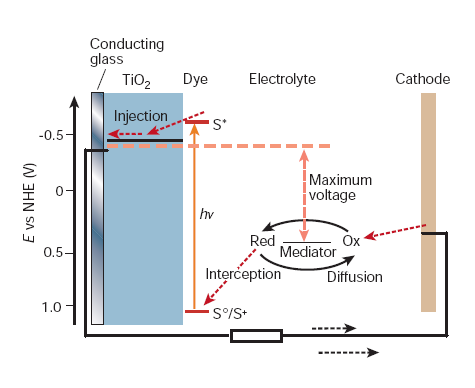 Conducting
glass
TiO₂
Dye
Electrolyte
Cathode
Injection
S*
-0.5
Maximum
voltage
E vs NHE (V)
0
hν
Red
Ox
Mediator
0.5
Interception
Diffusion
1.0
S°/S⁺